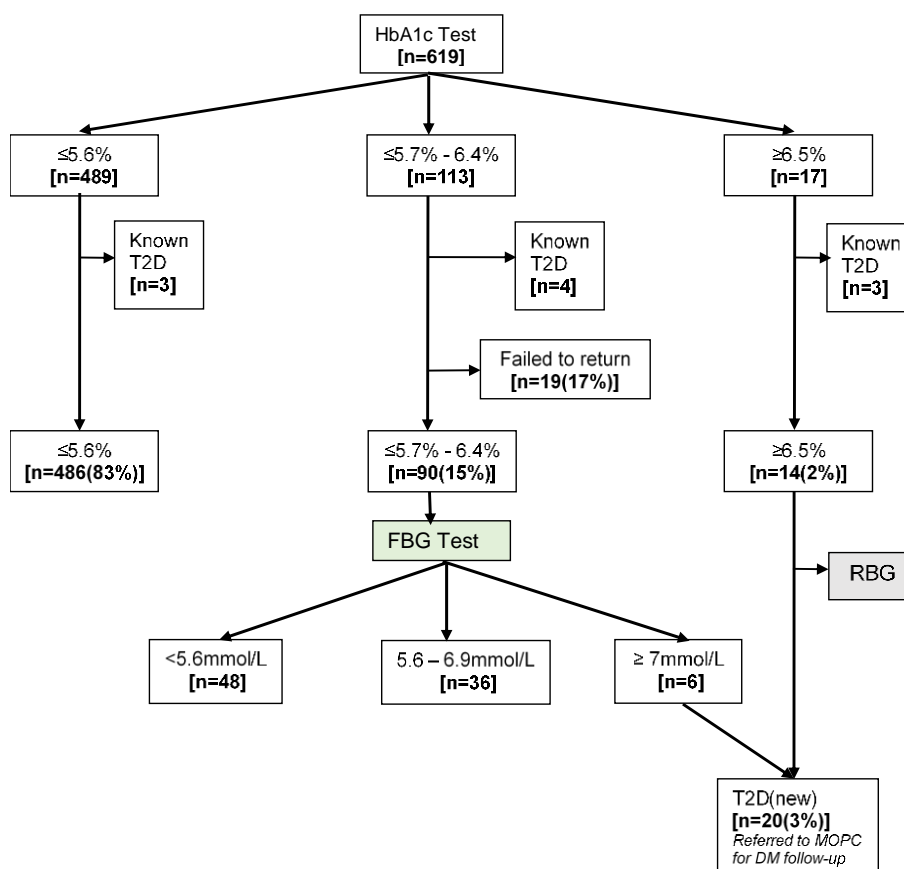 HbA1c Test
[n=619]
≤5.6%
[n=489]
≤5.7% - 6.4%
[n=113]
≥6.5%
[n=17]
Known
T2D
[n=3]
Known
T2D
[n=4]
Known
T2D
[n=3]
Failed to return
[n=19(17%)]
≤5.6%
[n=486(83%)]
≤5.7% - 6.4%
[n=90(15%)]
≥6.5%
[n=14(2%)]
FBG Test
RBG
<5.6mmol/L
[n=48]
5.6 – 6.9mmol/L
[n=36]
≥ 7mmol/L
[n=6]
T2D(new)
[n=20(3%)]
Referred to MOPC
for DM follow-up